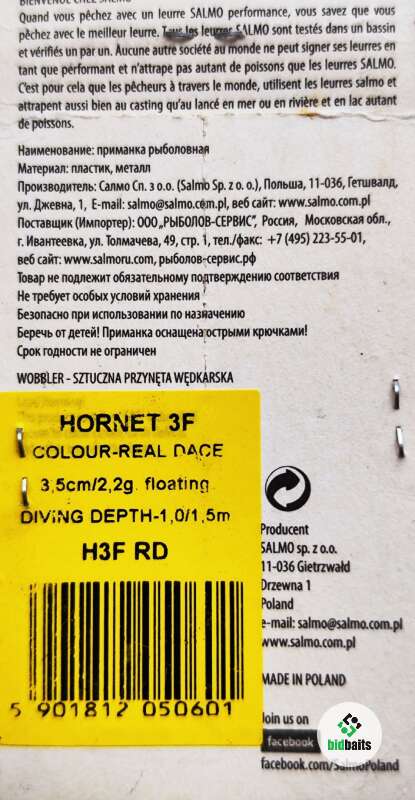 BIENVENUE CHEZ SALMO
Quand vous pêchez avec un leurre SALMO performance, vous savez que vous
pêchez avec le meilleur leurre. Tous les leurres SALMO sont testés dans un bassin
et vérifiés un par un. Aucune autre société au monde ne peut signer ses leurres en
tant que performant et n'attrape pas autant de poissons que les leurres SALMO.
C'est pour cela que les pêcheurs à travers le monde, utilisent les leurres salmo et
attrapent aussi bien au casting qu'au lancé en mer ou en rivière et en lac autant
de poissons.
Наименование: приманка рыболовная
Материал: пластик, металл
Производитель: Салмо Сп. з о.о. (Salmo Sp. z o. o.), Польша, 11-036, Гетшвалд,
ул. Джевна, 1, E-mail: salmo@salmo.com.pl, веб сайт: www.salmo.com.pl
Поставщик (Импортер): ООО „РЫБОЛОВ-СЕРВИС", Россия, Московская обл.,
г. Ивантеевка, ул. Толмачева, 49, стр. 1, тел./факс: +7 (495) 223-55-01,
веб сайт: www.salmoru.com, рыболов-сервис.рф
Товар не подлежит обязательному подтверждению соответствия
Не требует особых условий хранения
Безопасно при использовании по назначению
Беречь от детей! Приманка оснащена острыми крючками!
Срок годности не ограничен
WOBBLER - SZTUCZNA PRZYNĘTA WĘDKARSKA
HORNET 3F
COLOUR-REAL DACE
3,5cm/2,2g. floating
DIVING DEPTH-1,0/1,5m
H3F RD
5 901812 050601
Producent
SALMO sp. z o.o.
11-036 Gietrzwałd
Drzewna 1
Poland
e-mail: salmo@salmo.com.pl
www.salmo.com.pl
MADE IN POLAND
Join us on
facebook
facebook.com/SalmoPoland
bidbaits